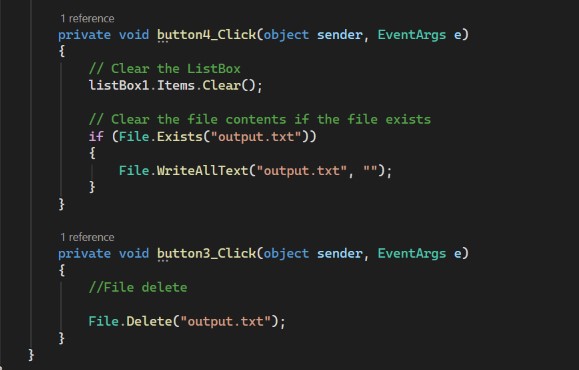 1 reference
private void button4_Click(object sender, EventArgs e)
{
// Clear the ListBox
listBox1.Items.Clear();
// Clear the file contents if the file exists
if (File.Exists("output.txt"))
{
File.WriteAllText("output.txt", "");
}
}
1 reference
private void button3_Click(object sender, EventArgs e)
{
//File delete
File.Delete("output.txt");
}
}